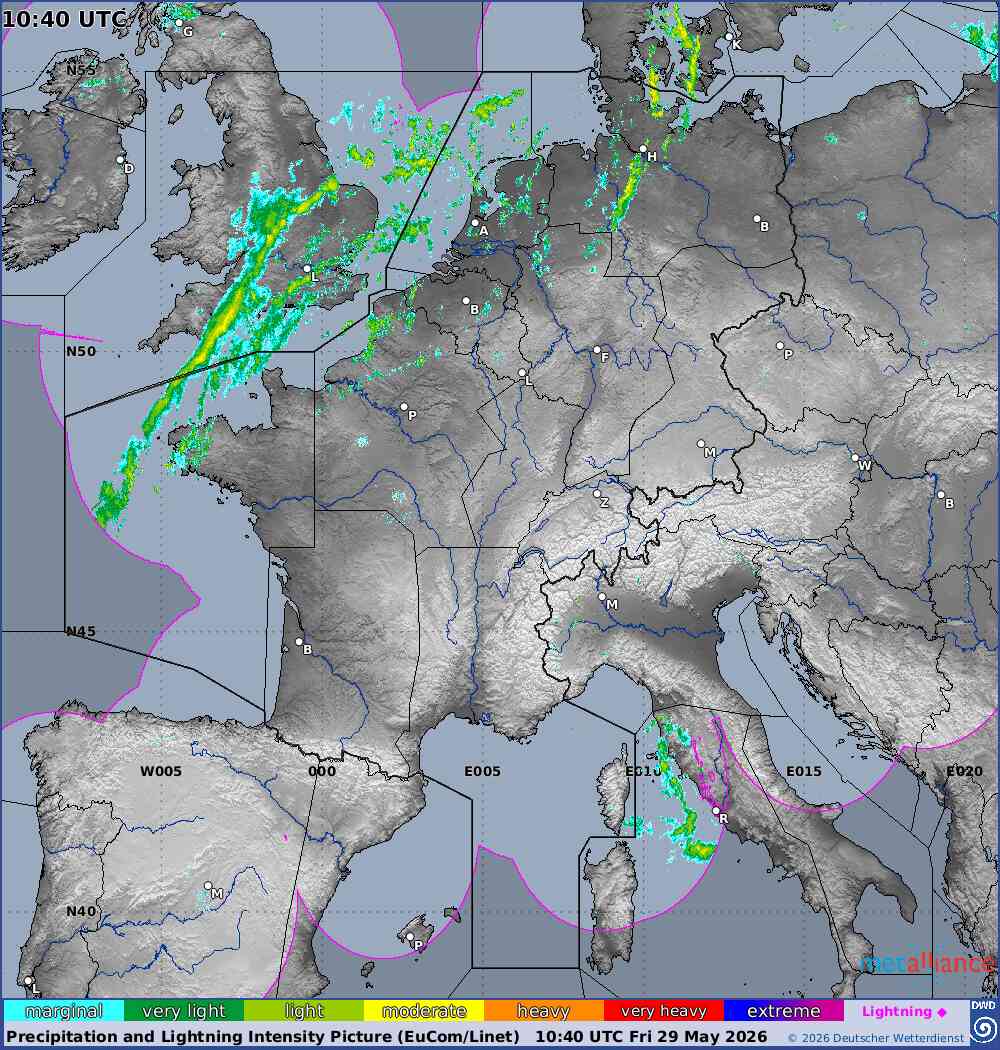 10:40 UTC
G
K
N55
D
H
A
B
L
B
N50
P
F
L
P
M
W
Z
B
M
N45
B
W005
000
E005
E010
E015
E020
R
M
N40
P
L
metalliance
marginal
very light
light
moderate
heavy
very heavy
extreme
Lightning ◆
DWD
Precipitation and Lightning Intensity Picture (EuCom/Linet) 10:40 UTC Fri 29 May 2026 © 2026 Deutscher Wetterdienst